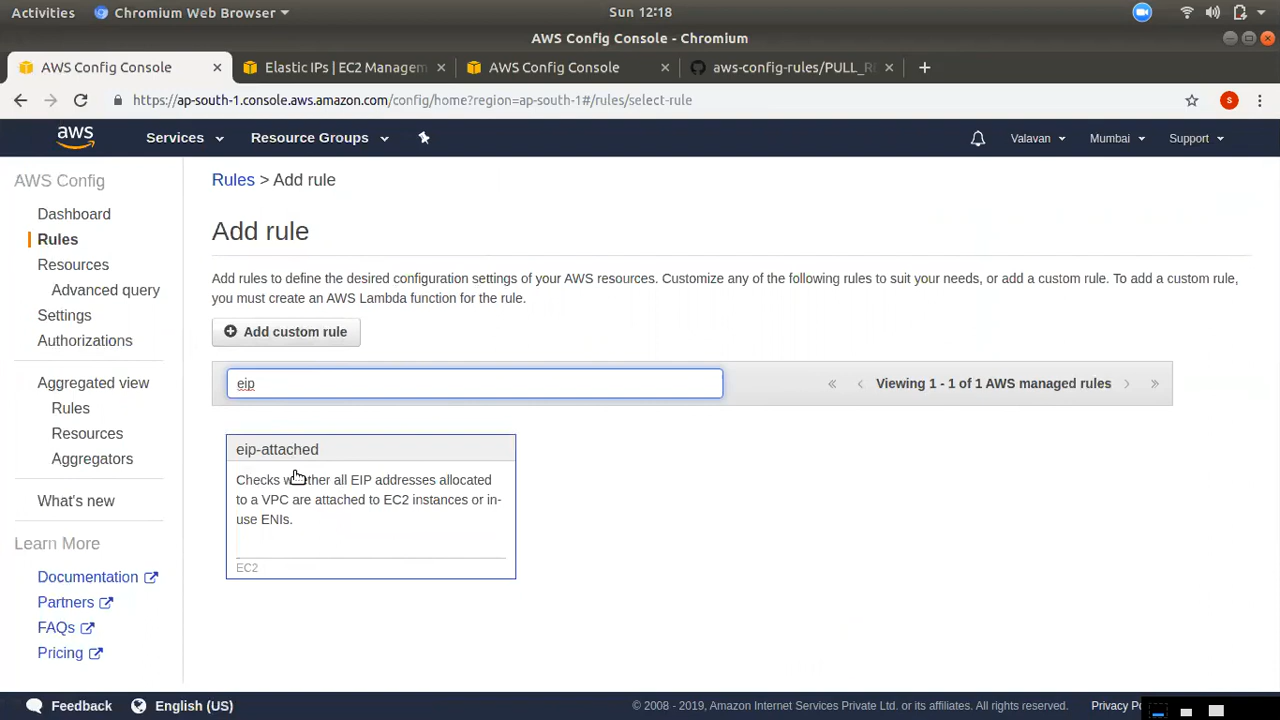 Activities
Chromium Web Browser
Sun 12:18
AWS Config Console - Chromium
AWS Config Console
Elastic IPs | EC2 Managem
AWS Config Console
aws-config-rules/PULL_RE
https://ap-south-1.console.aws.amazon.com/config/home?region=ap-south-1#/rules/select-rule
S
aws
Services
Resource Groups
Valavan
Mumbai
Support
AWS Config
Dashboard
Rules
Resources
Advanced query
Settings
Authorizations
Aggregated view
Rules
Resources
Aggregators
What's new
Learn More
Documentation
Partners
FAQs
Pricing
Rules > Add rule
Add rule
Add rules to define the desired configuration settings of your AWS resources. Customize any of the following rules to suit your needs, or add a custom rule. To add a custom rule,
you must create an AWS Lambda function for the rule.
Add custom rule
eip
« ‹ Viewing 1 - 1 of 1 AWS managed rules › »
eip-attached
Checks whether all EIP addresses allocated
to a VPC are attached to EC2 instances or in-
use ENIs.
EC2
Feedback
English (US)
© 2008 - 2019, Amazon Internet Services Private Ltd. or its affiliates. All rights reserved.
Privacy Po